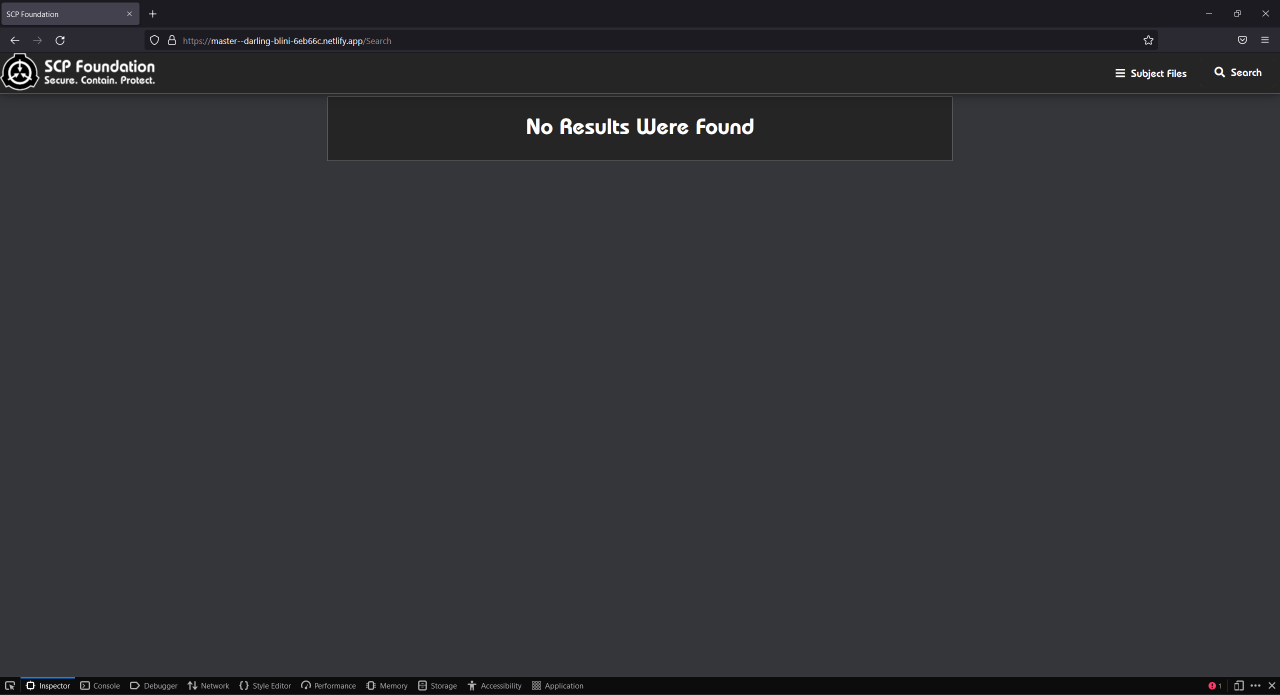 SCP Foundation
https://master--darling-blini-6eb66c.netlify.app/Search
SCP Foundation
Secure. Contain. Protect.
Subject Files
Search
No Results Were Found
Inspector
Console
Debugger
Network
Style Editor
Performance
Memory
Storage
Accessibility
Application
1